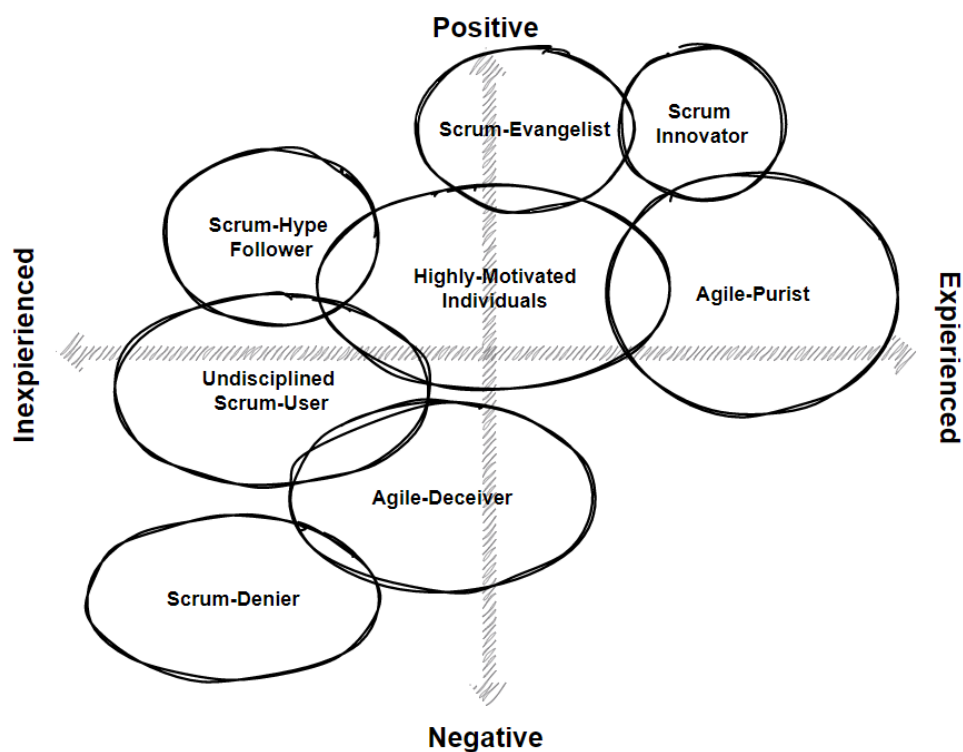 Positive
Scrum-Evangelist
Scrum
Innovator
Scrum-Hype
Follower
Highly-Motivated
Individuals
Agile-Purist
Inexpierienced
Expierienced
Undisciplined
Scrum-User
Agile-Deceiver
Scrum-Denier
Negative